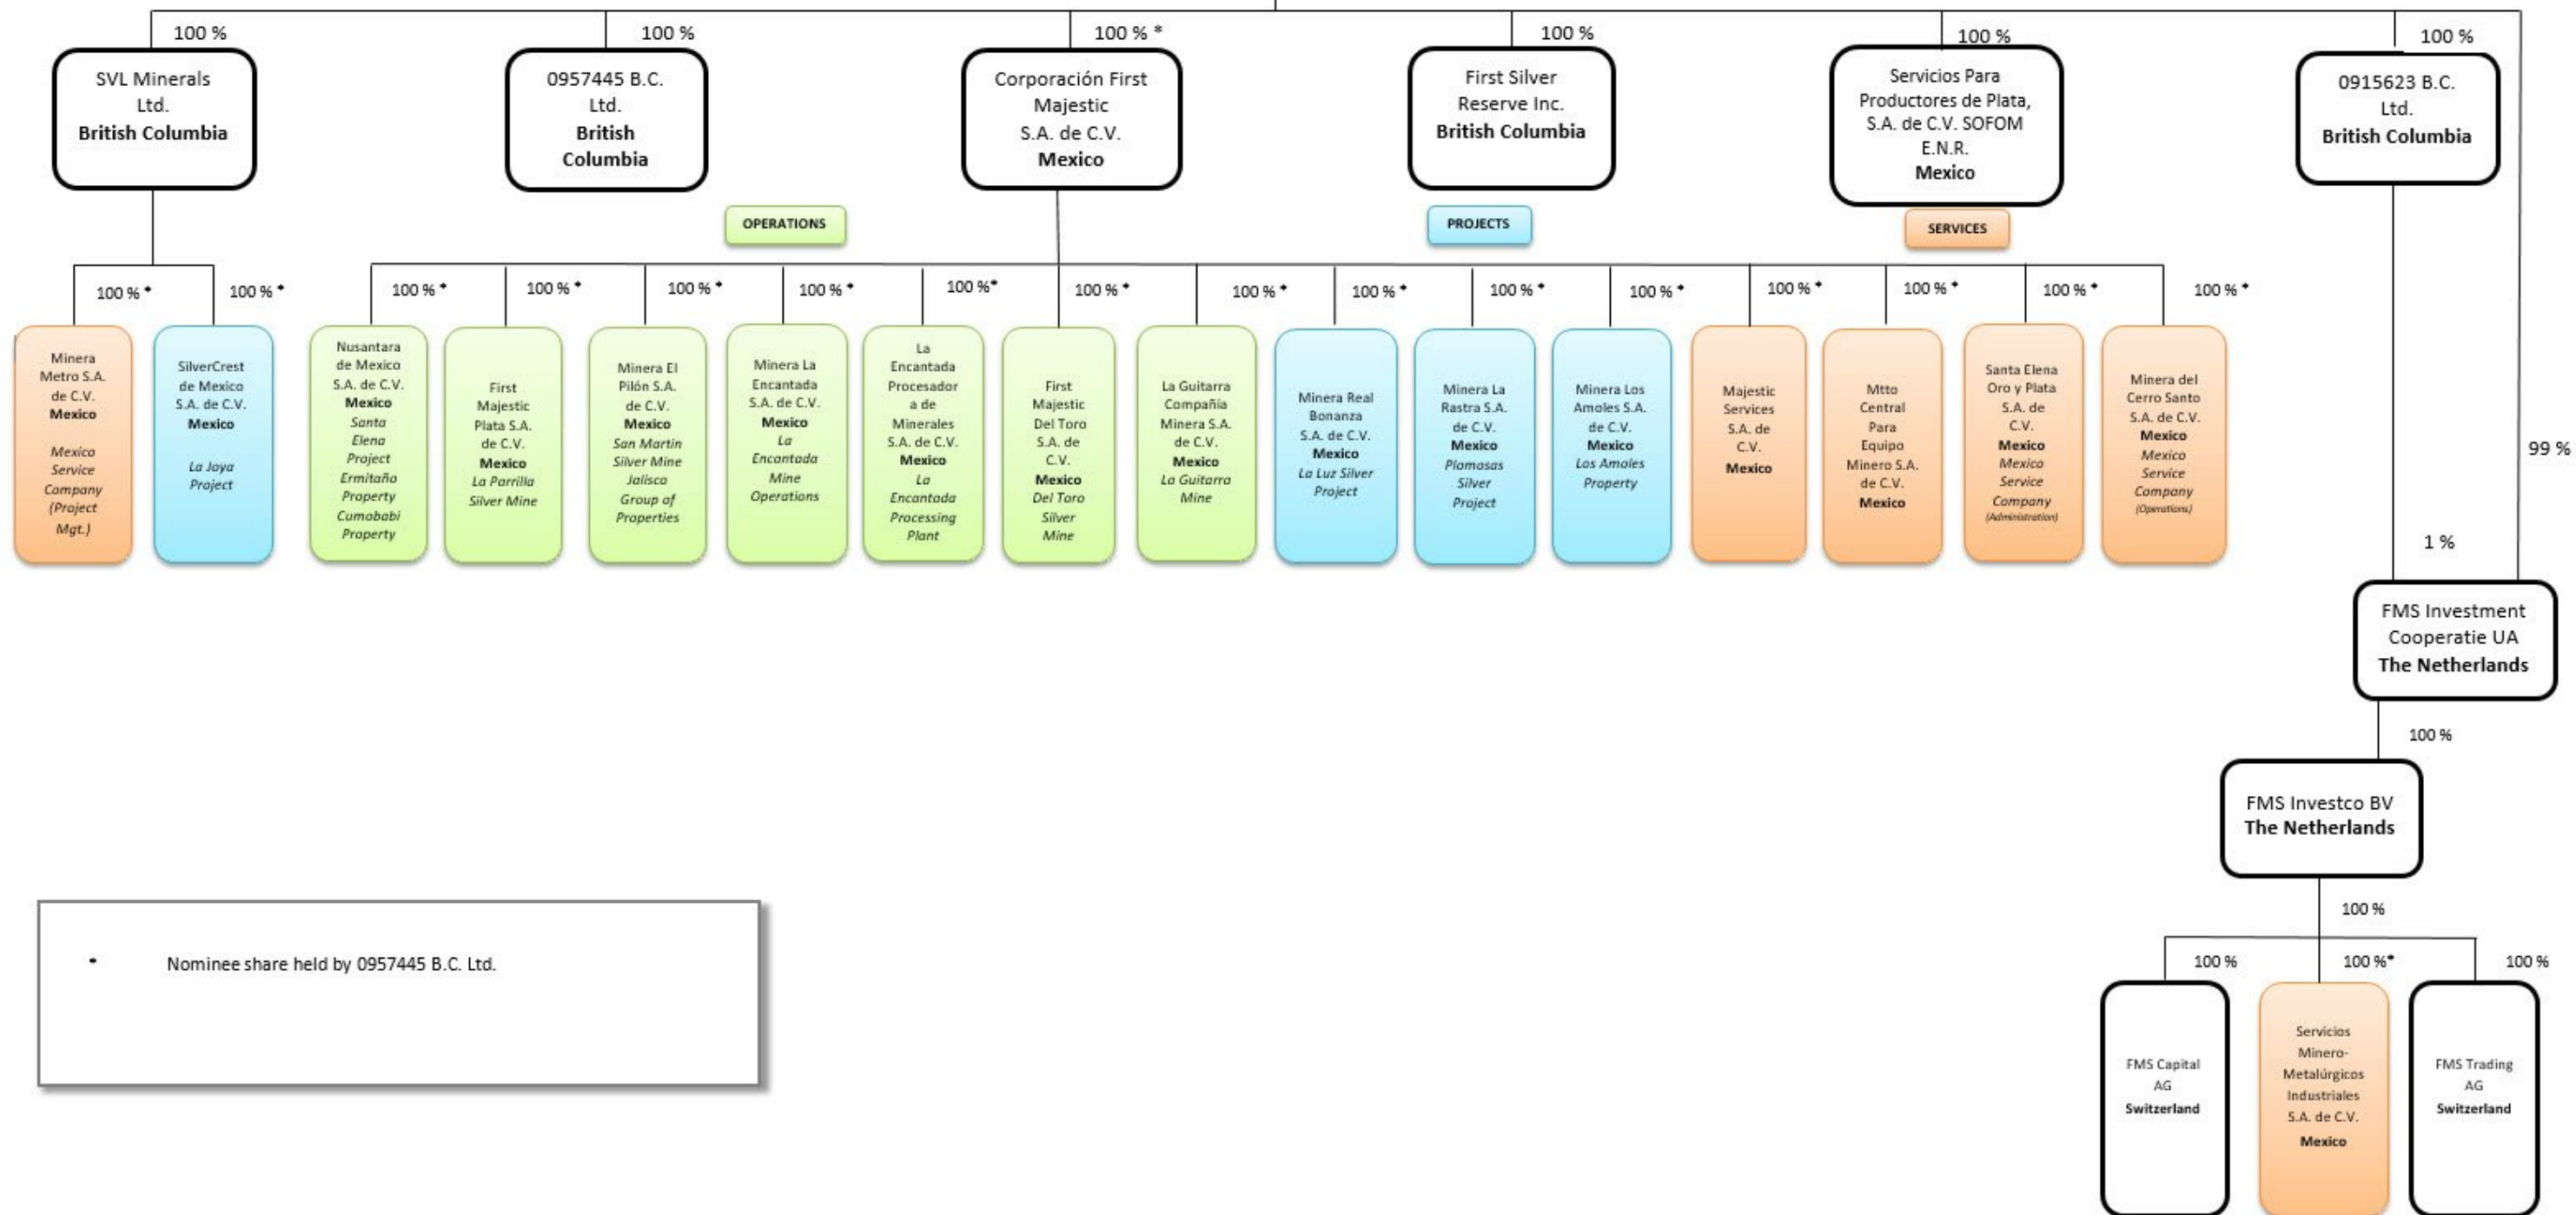 100 %
100 %
100 % *
100 %
100 %
100 %
SVL Minerals
Ltd.
British Columbia
0957445 B.C.
Ltd.
British
Columbia
Corporación First
Majestic
S.A. de C.V.
Mexico
First Silver
Reserve Inc.
British Columbia
Servicios Para
Productores de Plata,
S.A. de C.V. SOFOM
E.N.R.
Mexico
0915623 B.C.
Ltd.
British Columbia
OPERATIONS
PROJECTS
SERVICES
100 % *
100 % *
100 % *
100 % *
100 % *
100 % *
100 %*
100 % *
100 % *
100 % *
100 % *
100 % *
100 % *
100 % *
100 % *
100 % *
Minera
Metro S.A.
de C.V.
Mexico
Mexico
Service
Company
(Project
Mgt.)
SilverCrest
de Mexico
S.A. de C.V.
Mexico
La Joya
Project
Nusantara
de Mexico
S.A. de C.V.
Mexico
Santa
Elena
Project
Ermitaño
Property
Cumobabi
Property
First
Majestic
Plata S.A.
de C.V.
Mexico
La Parrilla
Silver Mine
Minera El
Pilón S.A.
de C.V.
Mexico
San Martin
Silver Mine
Jalisco
Group of
Properties
Minera La
Encantada
S.A. de C.V.
Mexico
La
Encantada
Mine
Operations
La
Encantada
Procesador
a de
Minerales
S.A. de C.V.
Mexico
La
Encantada
Processing
Plant
First
Majestic
Del Toro
S.A. de
C.V.
Mexico
Del Toro
Silver
Mine
La Guitarra
Compañía
Minera S.A.
de C.V.
Mexico
La Guitarra
Mine
Minera Real
Bonanza
S.A. de C.V.
Mexico
La Luz Silver
Project
Minera La
Rastra S.A.
de C.V.
Mexico
Plomosas
Silver
Project
Minera Los
Amoles S.A.
de C.V.
Mexico
Los Amoles
Property
Majestic
Services
S.A. de
C.V.
Mexico
Mtto
Central
Para
Equipo
Minero S.A.
de C.V.
Mexico
Santa Elena
Oro y Plata
S.A. de
C.V.
Mexico
Mexico
Service
Company
(Administration)
Minera del
Cerro Santo
S.A. de C.V.
Mexico
Mexico
Service
Company
(Operations)
99 %
1 %
FMS Investment
Cooperatie UA
The Netherlands
100 %
FMS Investco BV
The Netherlands
100 %
100 %
100 %*
100 %
FMS Capital
AG
Switzerland
Servicios
Minero-
Metalúrgicos
Industriales
S.A. de C.V.
Mexico
FMS Trading
AG
Switzerland
* Nominee share held by 0957445 B.C. Ltd.